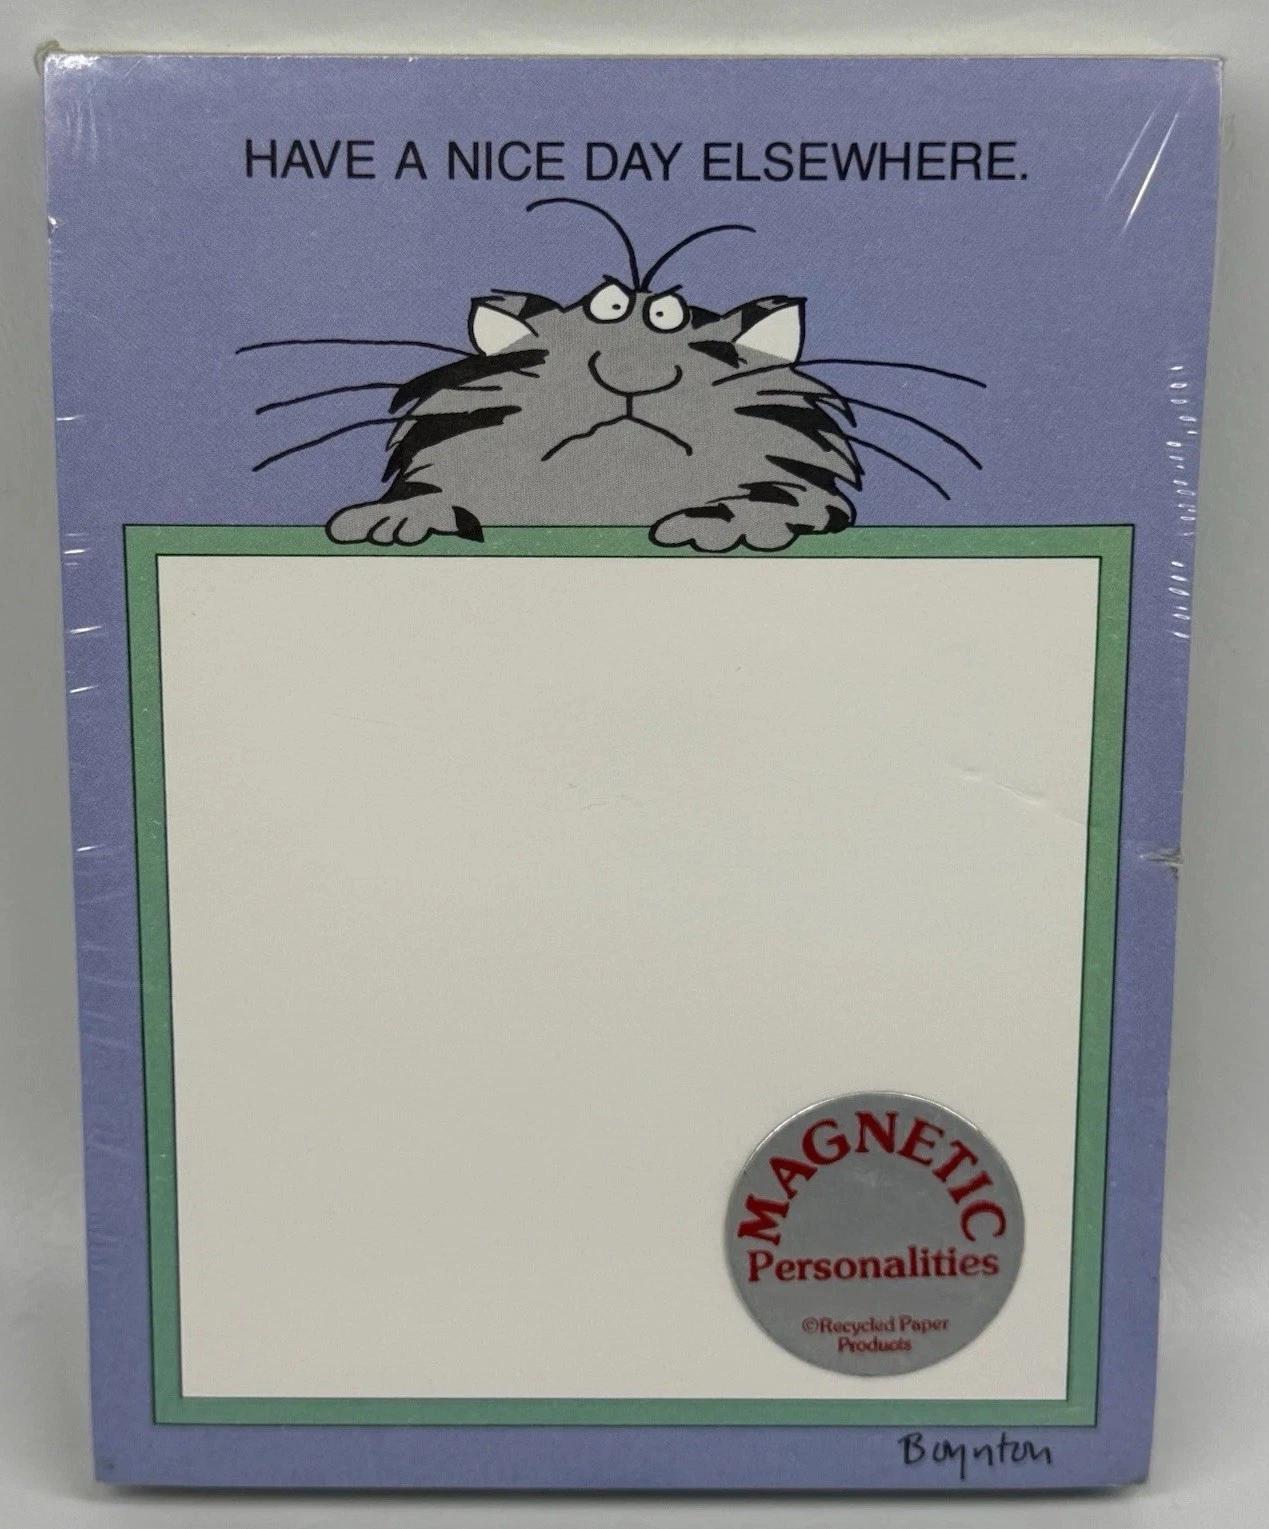 HAVE A NICE DAY ELSEWHERE.
MAGNETIC
Personalities
©Recycled Paper
Products
Boynton